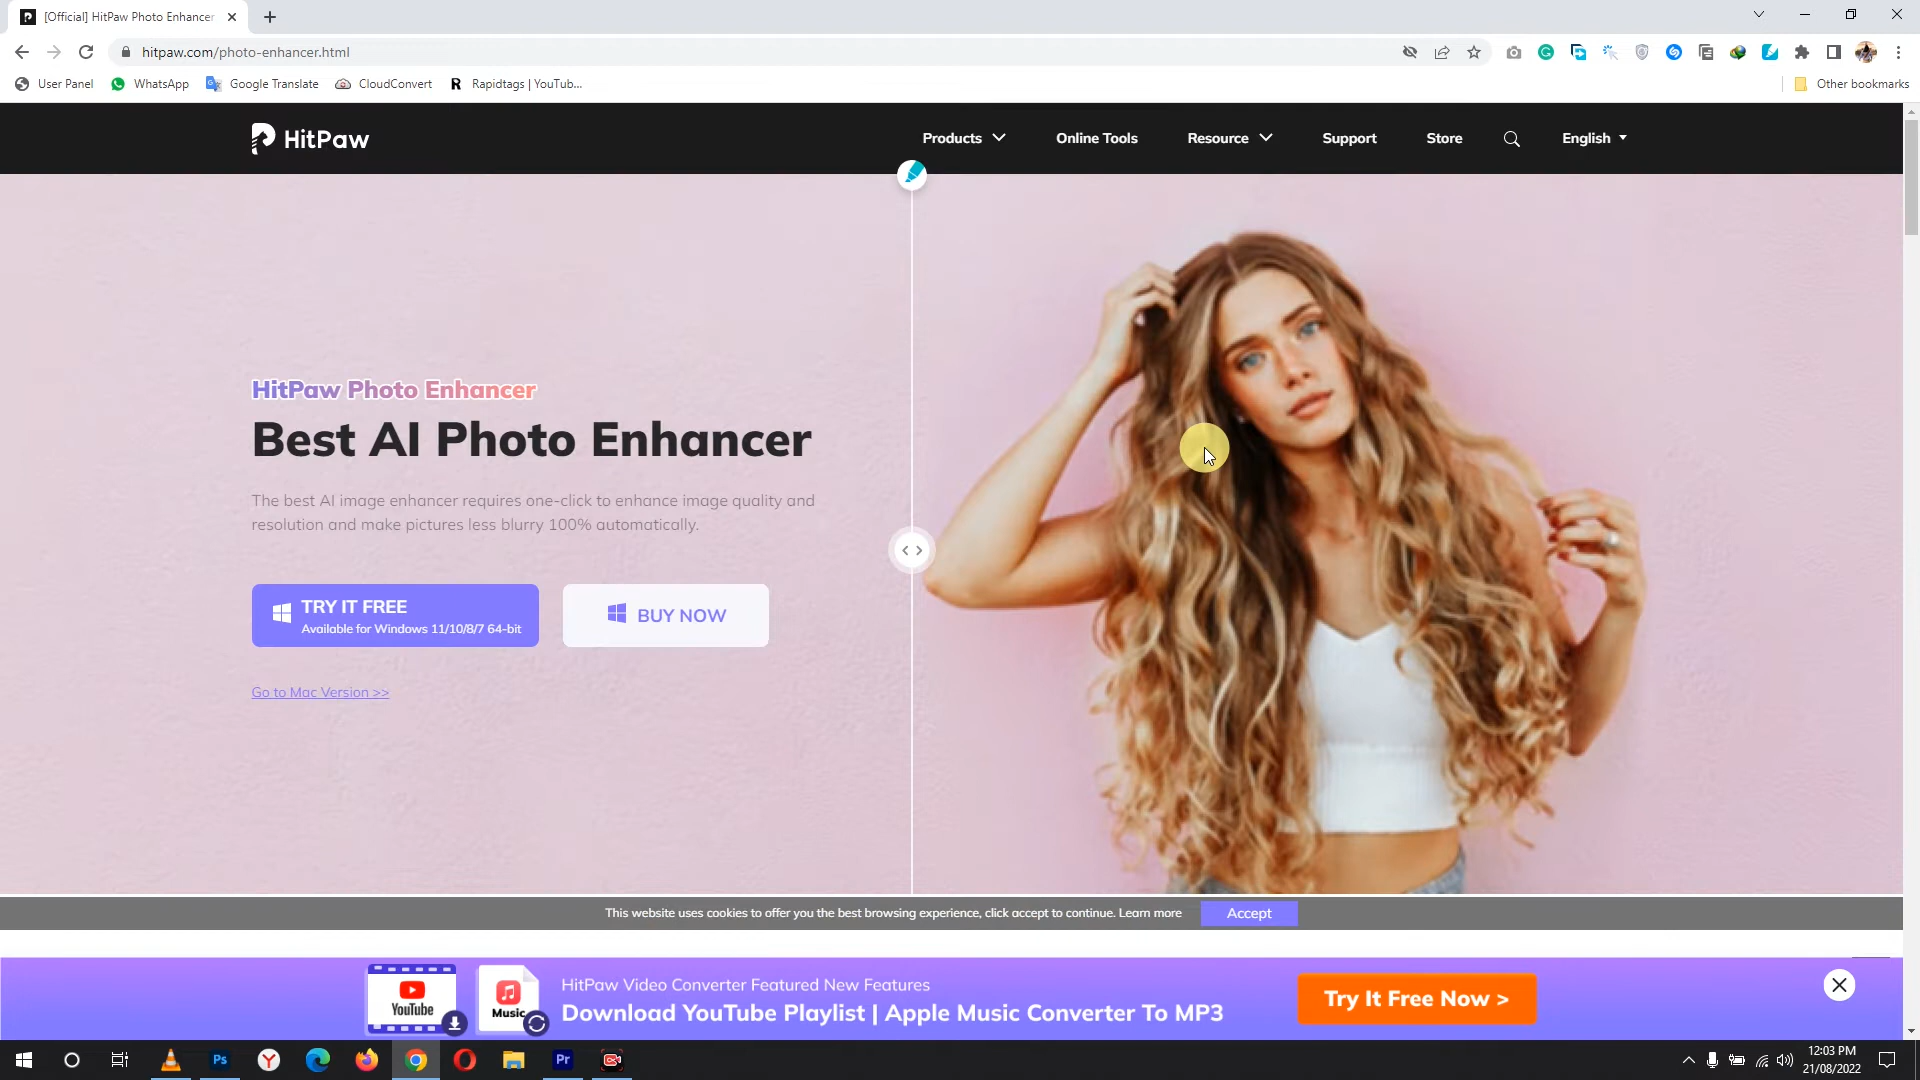 [Official] HitPaw Photo Enhancer
hitpaw.com/photo-enhancer.html
User Panel
WhatsApp
Google Translate
CloudConvert
R
Rapidtags | YouTub...
Other bookmarks
HitPaw
Products
Online Tools
Resource
Support
Store
English
HitPaw Photo Enhancer
Best AI Photo Enhancer
The best AI image enhancer requires one-click to enhance image quality and
resolution and make pictures less blurry 100% automatically.
TRY IT FREE
Available for Windows 11/10/8/7 64-bit
BUY NOW
Go to Mac Version >>
This website uses cookies to offer you the best browsing experience, click accept to continue. Learn more
Accept
YouTube
Music
HitPaw Video Converter Featured New Features
Download YouTube Playlist | Apple Music Converter To MP3
Try It Free Now >
Ps
Pr
12:03 PM
21/08/2022